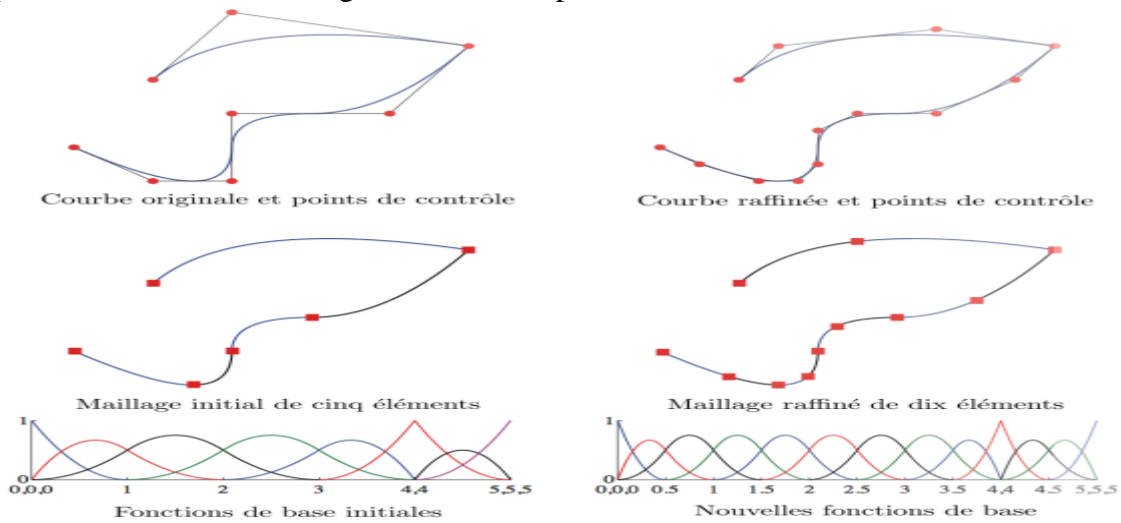 Courbe originale et points de contrôle
Courbe raffinée et points de contrôle
Maillage initial de cinq éléments
Maillage raffiné de dix éléments
1
0
0,0,0 1 2 3 4,4 5,5,5
Fonctions de base initiales
1
0
0,0,0 0.5 1 1.5 2 2.5 3 3.5 4,4 4.5 5,5,5
Nouvelles fonctions de base